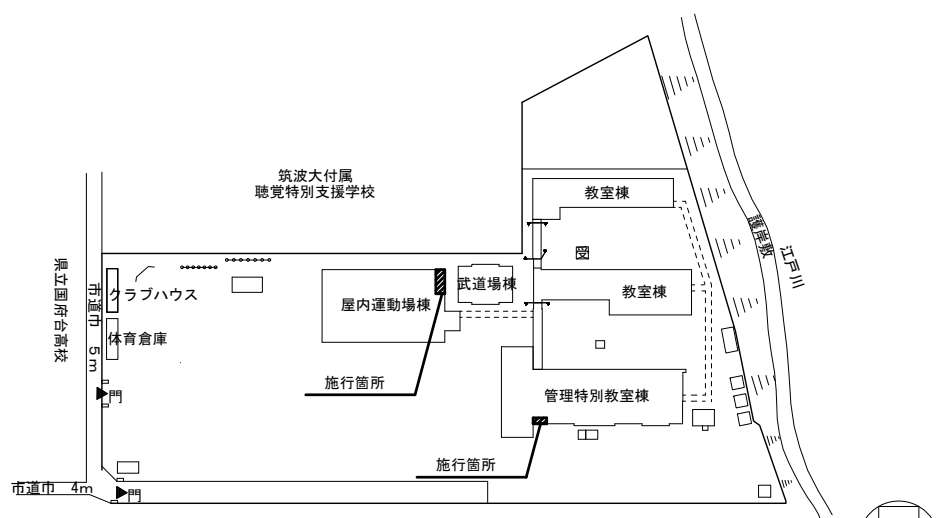 筑波大付属
聴覚特別支援学校
教室棟
受
護岸敷
江戸川
県立国府台高校
市道市 5m
クラブハウス
武道場棟
屋内運動場棟
教室棟
体育倉庫
施行箇所
管理特別教室棟
門
施行箇所
市道市 4m
門